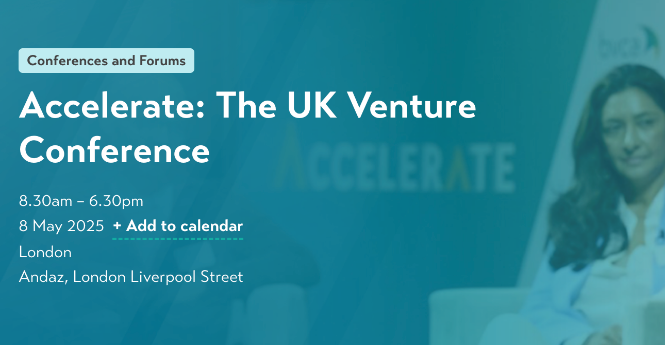 Conferences and Forums
Accelerate: The UK Venture
Conference
ACCELERATE
8.30am – 6.30pm
8 May 2025 + Add to calendar
London
Andaz, London Liverpool Street
bvca